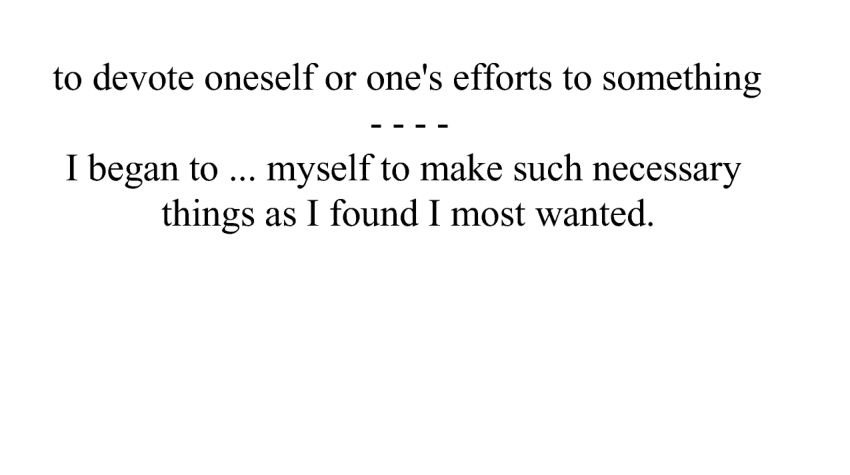 to devote oneself or one's efforts to something
- - - -
I began to ... myself to make such necessary
things as I found I most wanted.